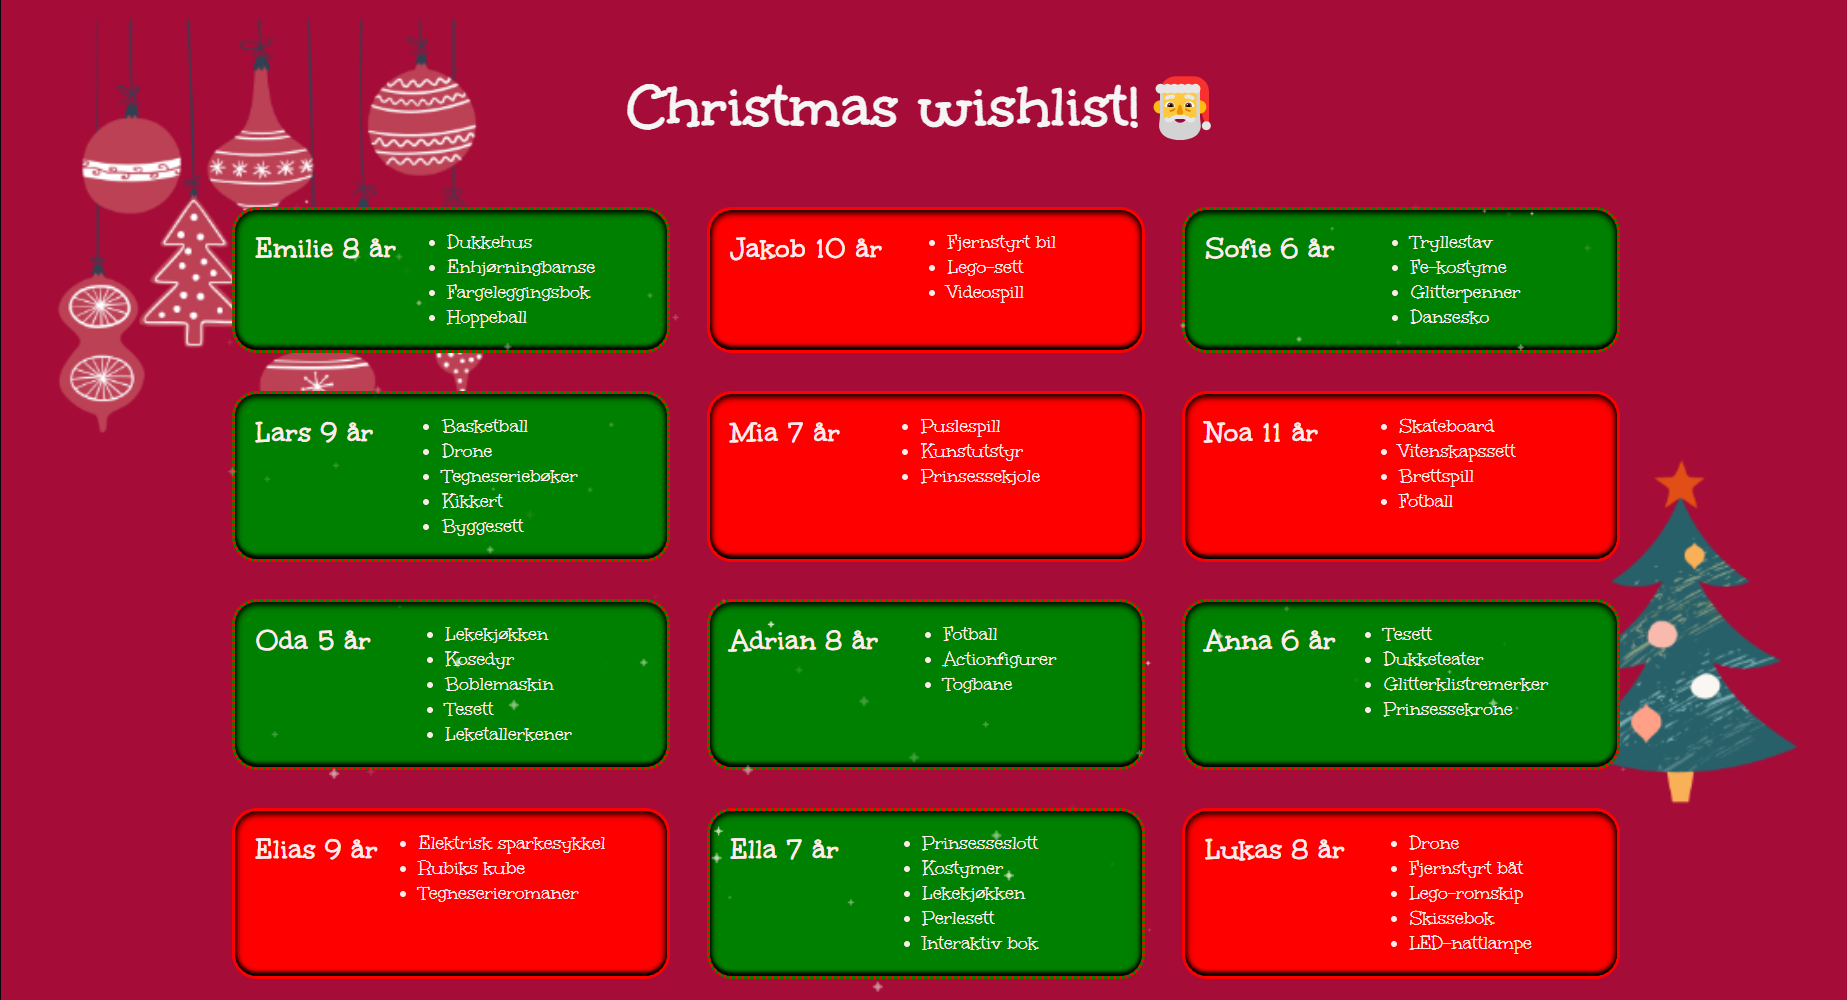 Christmas wishlist!
Emilie 8 år
Dukkehus
Enhjørningbamse
Fargeleggingsbok
Hoppeball
Jakob 10 år
Fjernstyrt bil
Lego-sett
Videospill
Sofie 6 år
Tryllestav
Fe-kostyme
Glitterpenner
Dansesko
Lars 9 år
Basketball
Drone
Tegneseriebøker
Kikkert
Byggesett
Mia 7 år
Puslespill
Kunstutstyr
Prinsessekjole
Noa 11 år
Skateboard
Vitenskapssett
Brettspill
Fotball
Oda 5 år
Lekekjøkken
Kosedyr
Boblemaskin
Tesett
Leketallerkener
Adrian 8 år
Fotball
Actionfigurer
Togbane
Anna 6 år
Tesett
Dukketeater
Glitterklistremerker
Prinsessekrone
Elias 9 år
Elektrisk sparkesykkel
Rubiks kube
Tegneserieromaner
Ella 7 år
Prinsesseslott
Kostymer
Lekekjøkken
Perlesett
Interaktiv bok
Lukas 8 år
Drone
Fjernstyrt båt
Lego-romskip
Skissebok
LED-nattlampe